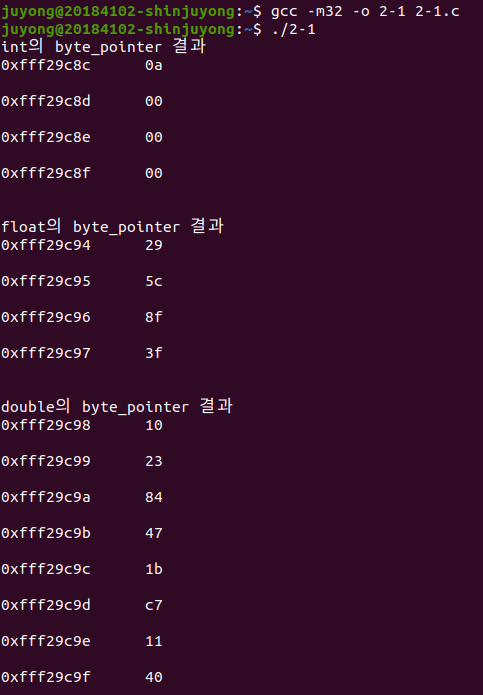 juyong@20184102-shinjuyong:~$ gcc -m32 -o 2-1 2-1.c
juyong@20184102-shinjuyong:~$ ./2-1
int의 byte_pointer 결과
0xfff29c8c 0a
0xfff29c8d 00
0xfff29c8e 00
0xfff29c8f 00
float의 byte_pointer 결과
0xfff29c94 29
0xfff29c95 5c
0xfff29c96 8f
0xfff29c97 3f
double의 byte_pointer 결과
0xfff29c98 10
0xfff29c99 23
0xfff29c9a 84
0xfff29c9b 47
0xfff29c9c 1b
0xfff29c9d c7
0xfff29c9e 11
0xfff29c9f 40